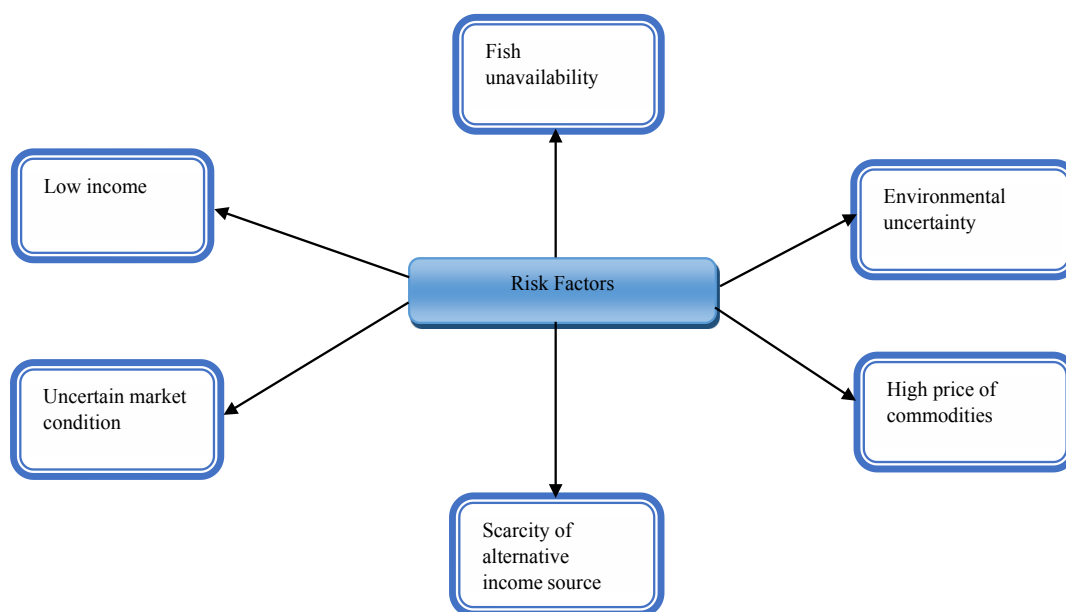 Fish
unavailability
Low income
Environmental
uncertainty
Risk Factors
Uncertain market
condition
High price of
commodities
Scarcity of
alternative
income source